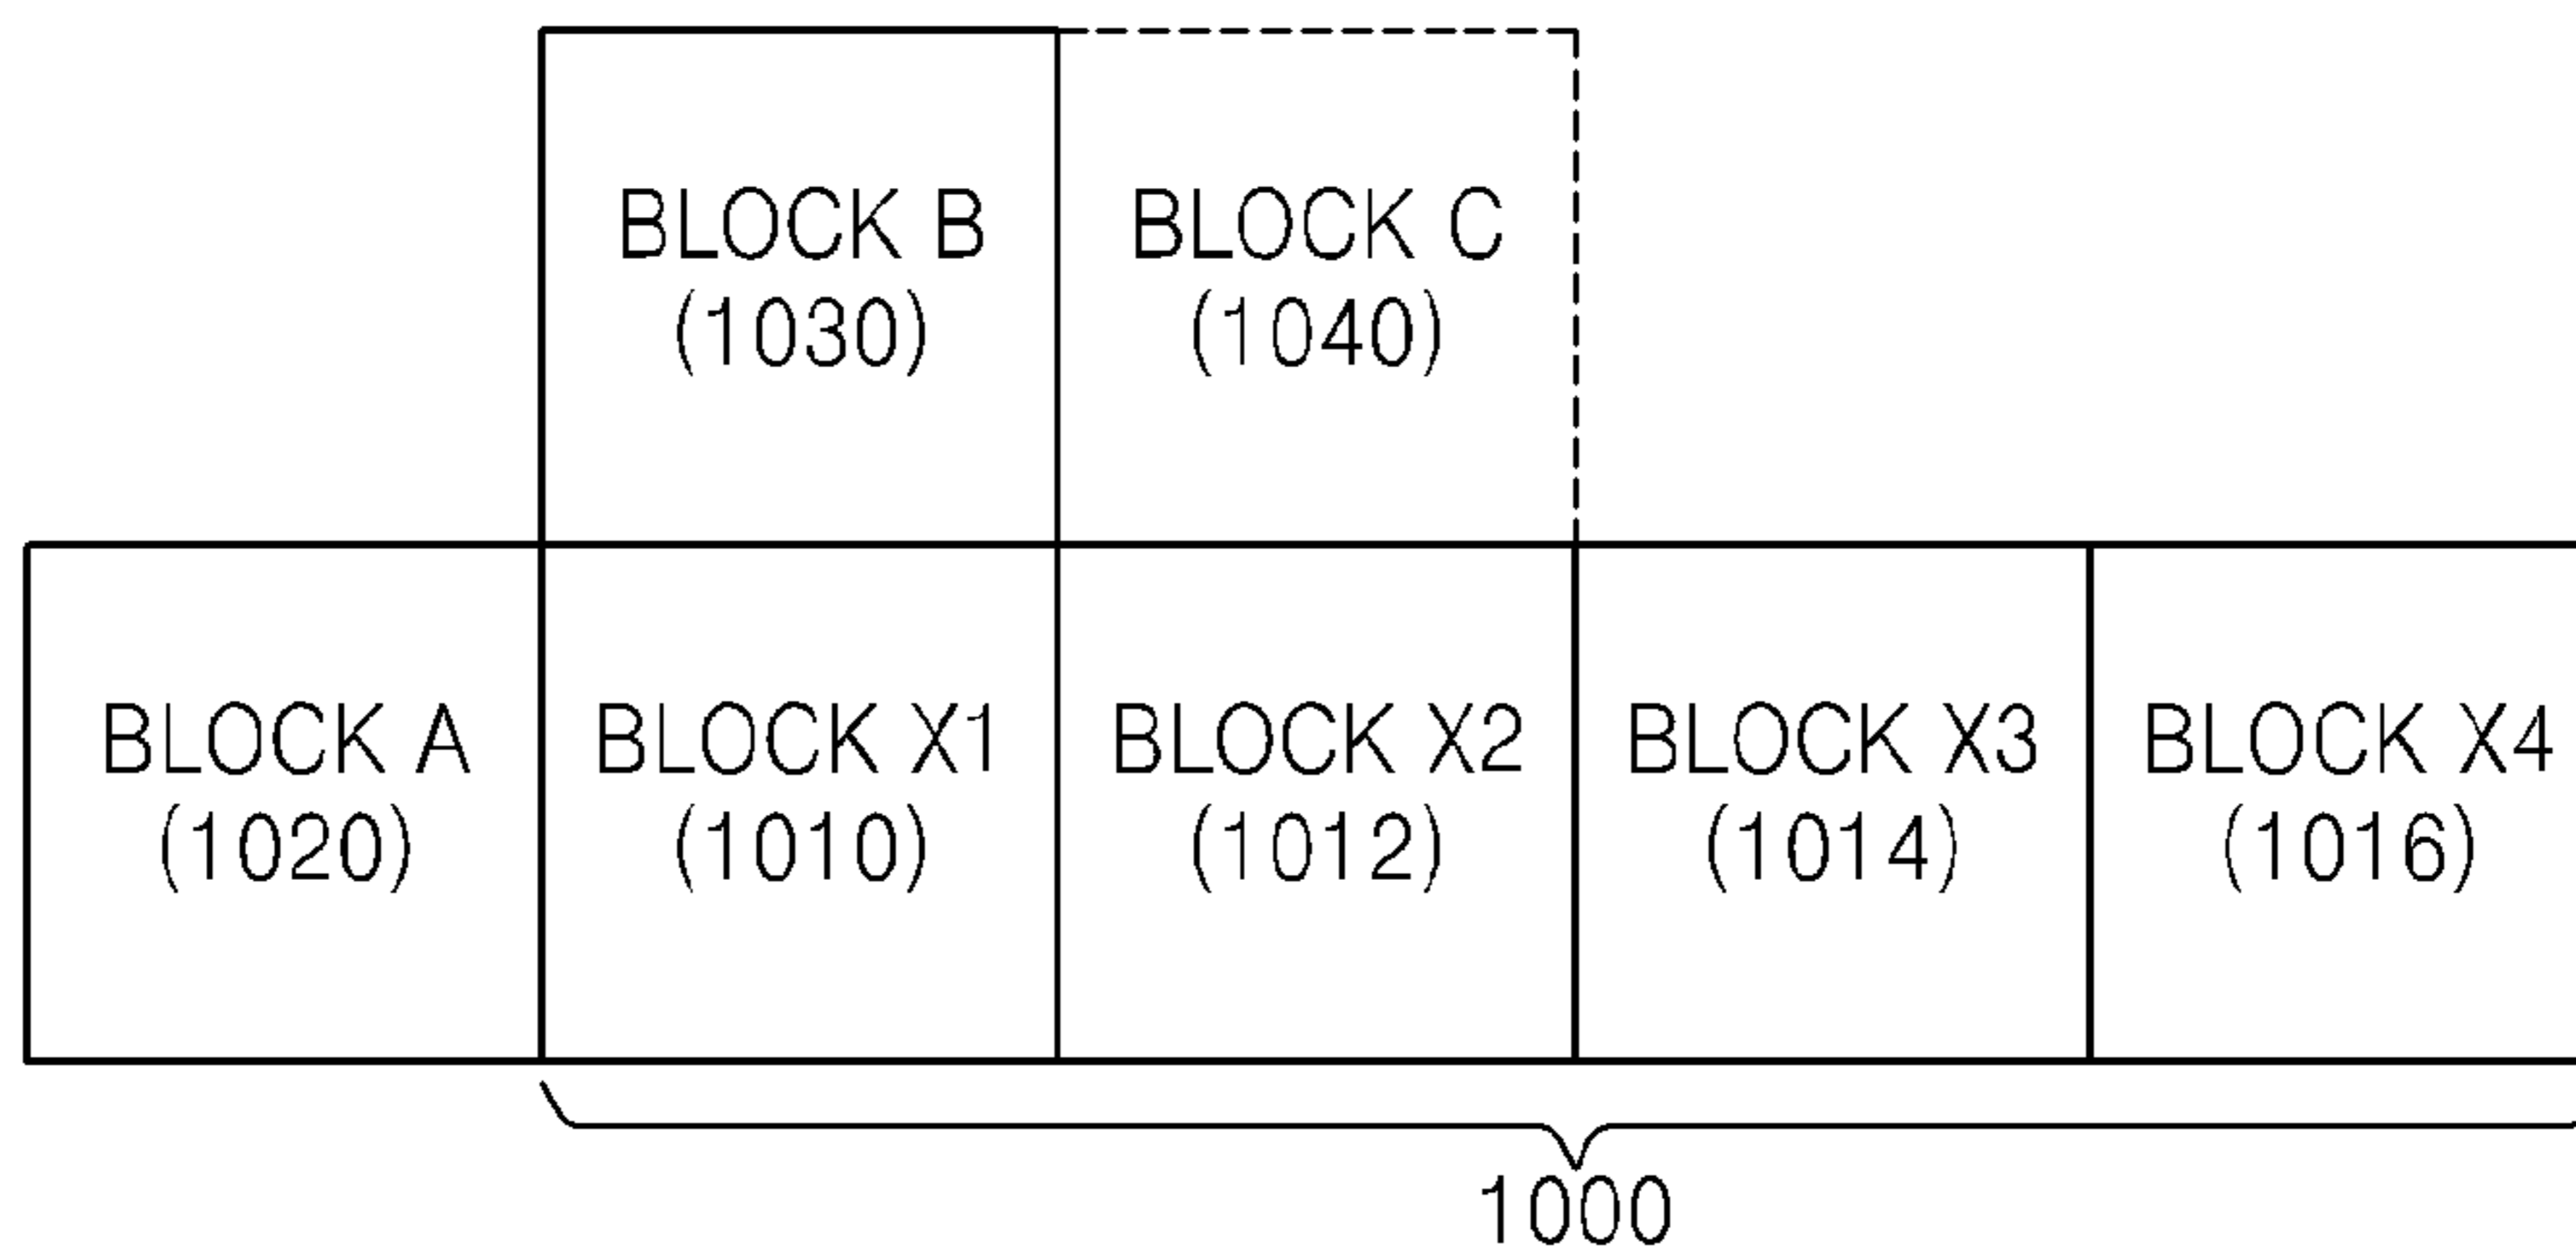 BLOCK B
(1030)
BLOCK C
(1040)
BLOCK A
(1020)
BLOCK X1
(1010)
BLOCK X2
(1012)
BLOCK X3
(1014)
BLOCK X4
(1016)
1000